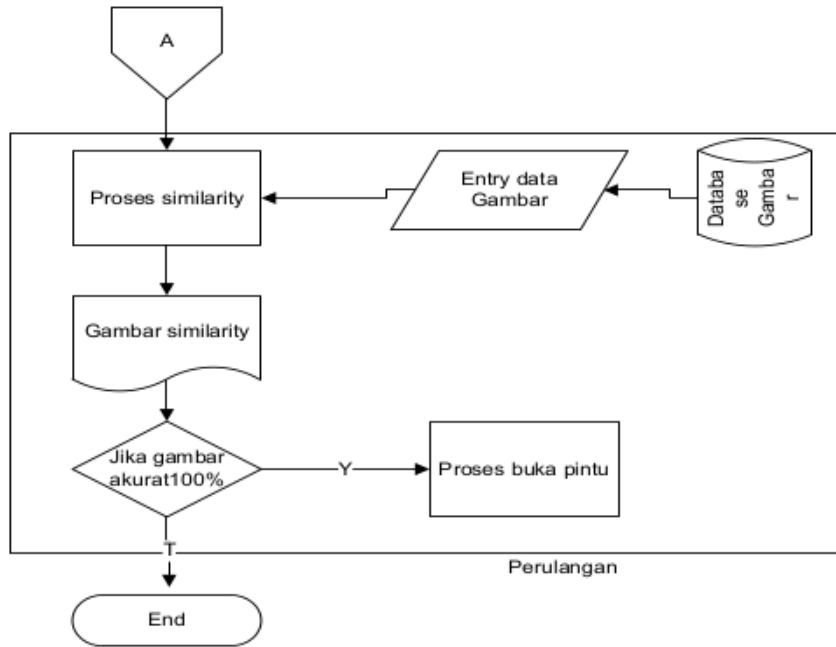 A
Proses similarity
Entry data
Gambar
Databa
se
Gamba
r
Gambar similarity
Jika gambar
akurat100%
Y
Proses buka pintu
T
Perulangan
End